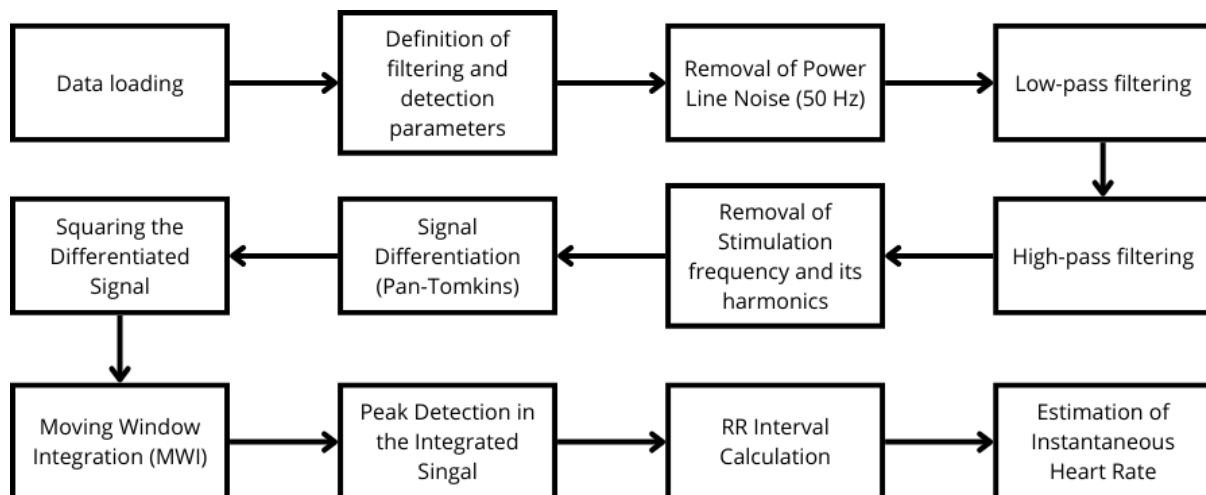 Data loading
Definition of
filtering and
detection
parameters
Removal of Power
Line Noise (50 Hz)
Low-pass filtering
High-pass filtering
Removal of
Stimulation
frequency and its
harmonics
Signal
Differentiation
(Pan-Tomkins)
Squaring the
Differentiated
Signal
Moving Window
Integration (MWI)
Peak Detection in
the Integrated
Singal
RR Interval
Calculation
Estimation of
Instantaneous
Heart Rate